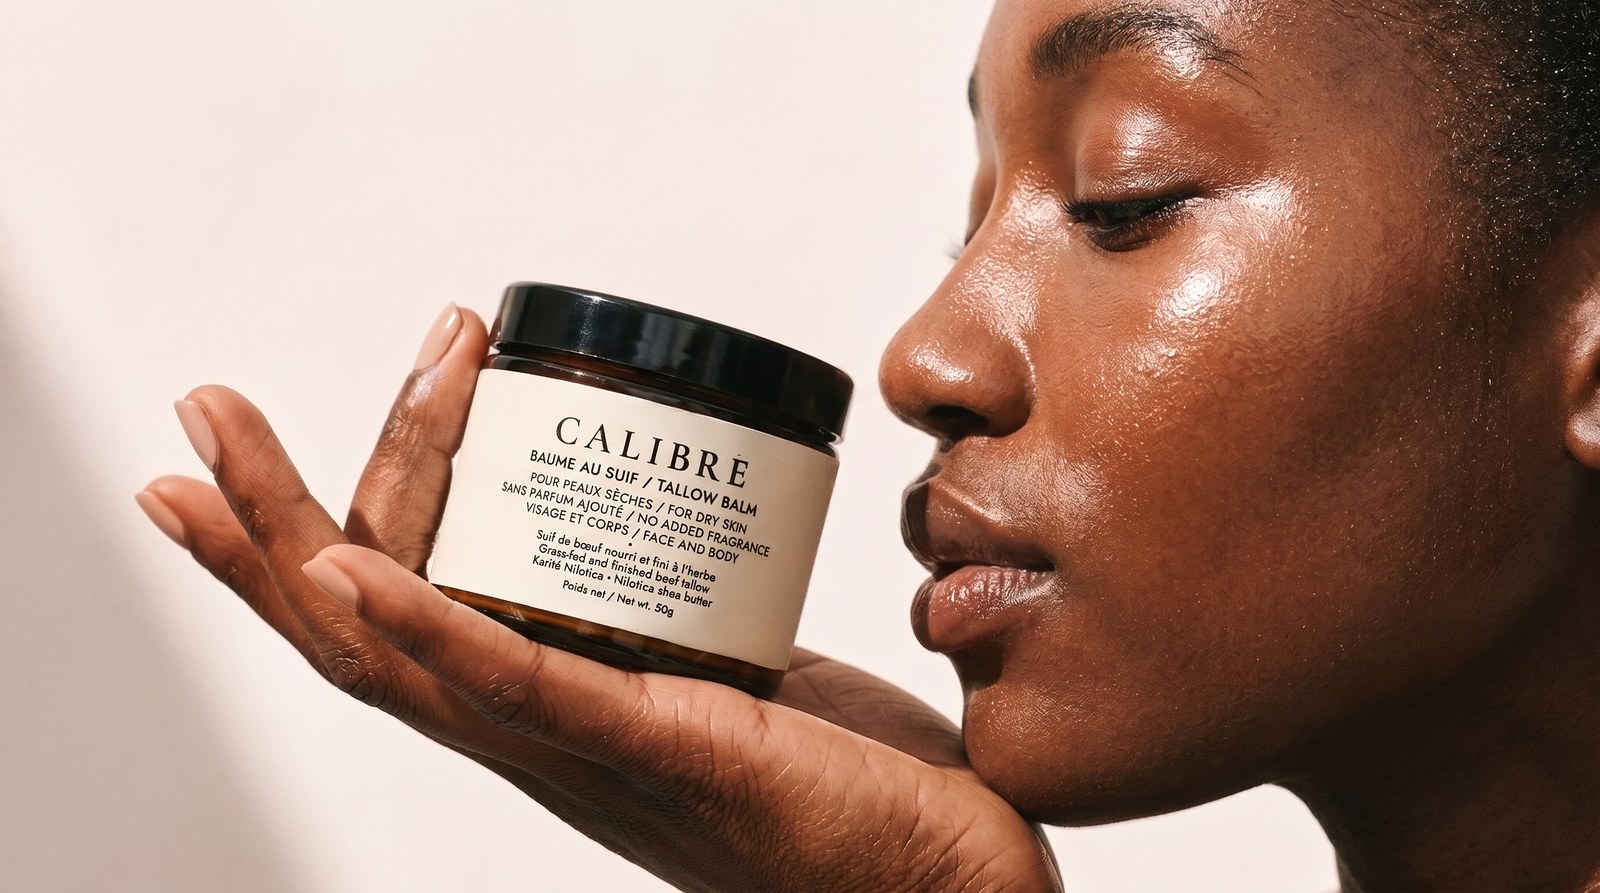 CALIBRĒ
BAUME AU SUIF / TALLOW BALM
POUR PEAUX SÈCHES / FOR DRY SKIN
SANS PARFUM AJOUTÉ / NO ADDED FRAGRANCE
VISAGE ET CORPS / FACE AND BODY
•
Suif de bœuf nourri et fini à l'herbe
Grass-fed and finished beef tallow
Karité Nilotica • Nilotica shea butter
Poids net / Net wt. 50g